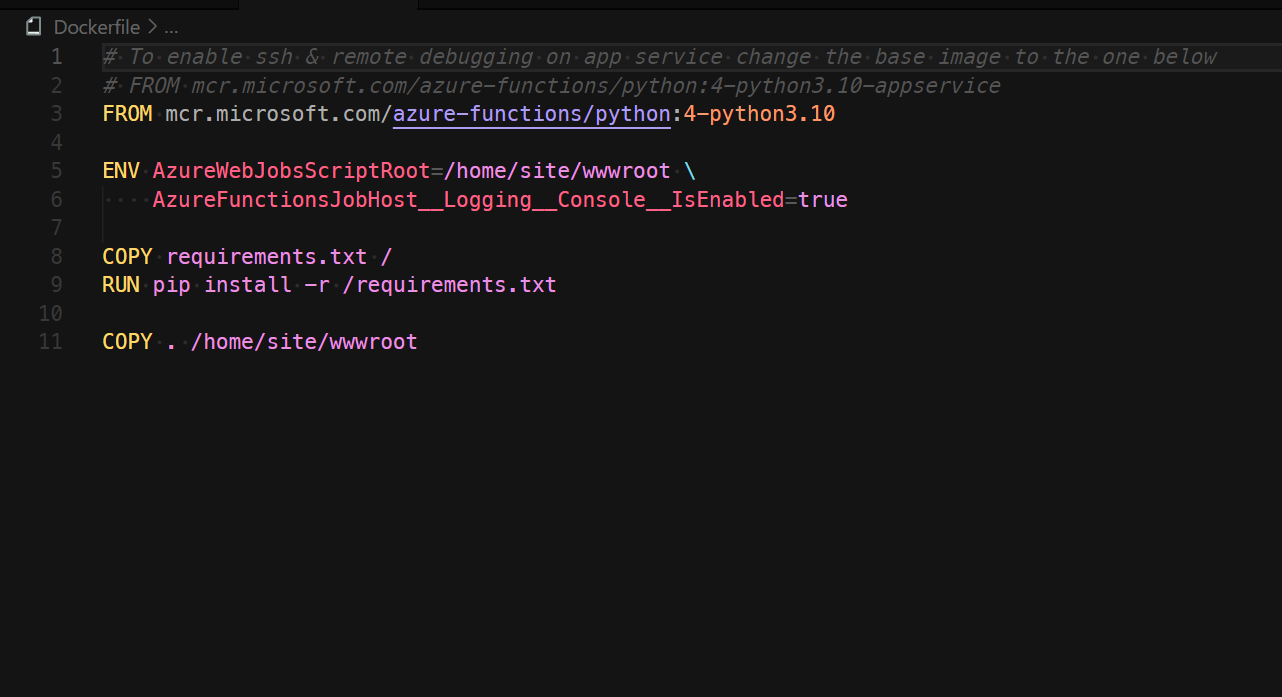 Dockerfile > ...
1 # To enable ssh & remote debugging on app service change the base image to the one below
2 # FROM mcr.microsoft.com/azure-functions/python:4-python3.10-appservice
3 FROM mcr.microsoft.com/azure-functions/python:4-python3.10
4
5 ENV AzureWebJobsScriptRoot=/home/site/wwwroot \
6     AzureFunctionsJobHost__Logging__Console__IsEnabled=true
7
8 COPY requirements.txt /
9 RUN pip install -r /requirements.txt
10
11 COPY . /home/site/wwwroot